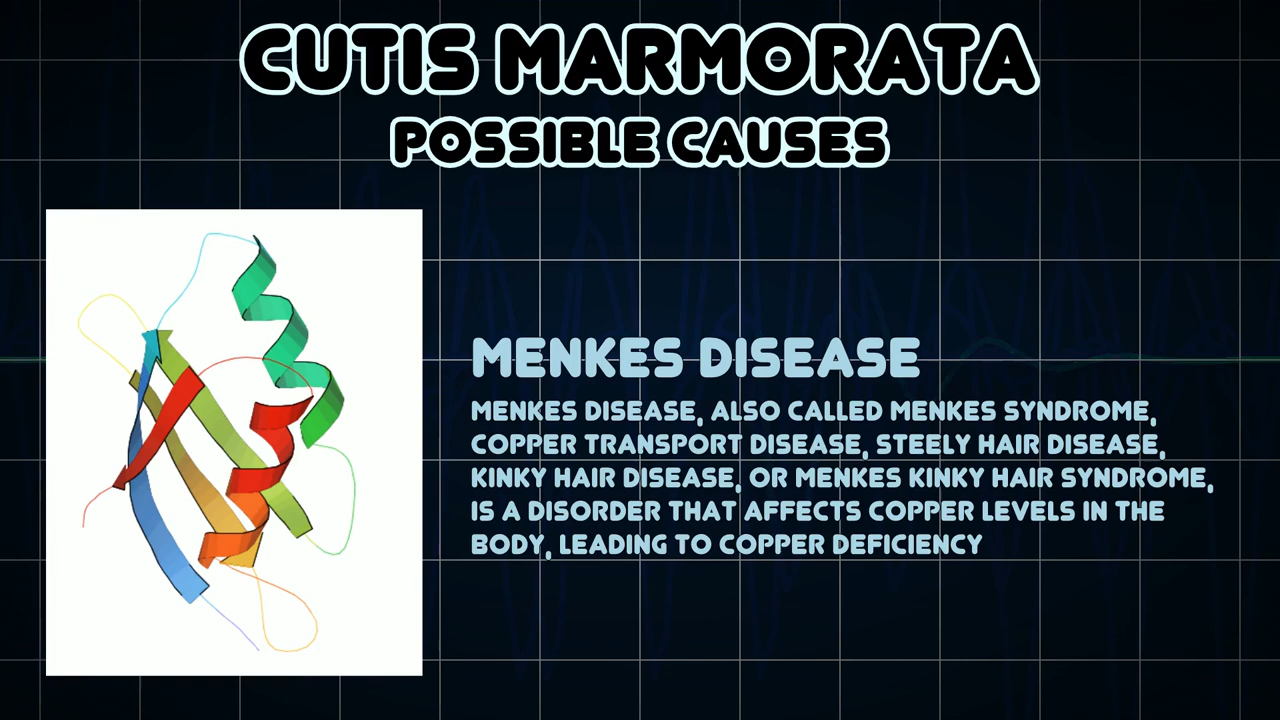 CUTIS MARMORATA
POSSIBLE CAUSES
MENKES DISEASE
MENKES DISEASE, ALSO CALLED MENKES SYNDROME,
COPPER TRANSPORT DISEASE, STEELY HAIR DISEASE,
KINKY HAIR DISEASE, OR MENKES KINKY HAIR SYNDROME,
IS A DISORDER THAT AFFECTS COPPER LEVELS IN THE
BODY, LEADING TO COPPER DEFICIENCY